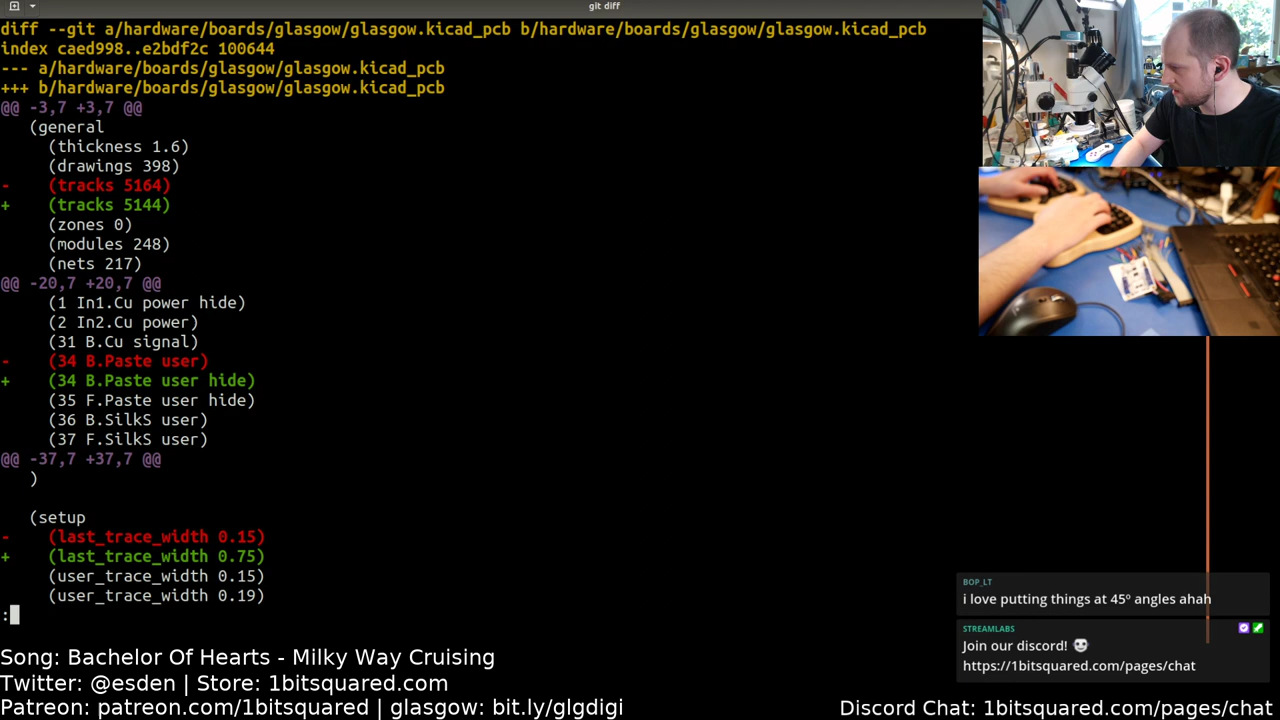 git diff
diff --git a/hardware/boards/glasgow/glasgow.kicad_pcb b/hardware/boards/glasgow/glasgow.kicad_pcb
index caed998..e2bdf2c 100644
--- a/hardware/boards/glasgow/glasgow.kicad_pcb
+++ b/hardware/boards/glasgow/glasgow.kicad_pcb
@@ -3,7 +3,7 @@
(general
(thickness 1.6)
(drawings 398)
- (tracks 5164)
+ (tracks 5144)
(zones 0)
(modules 248)
(nets 217)
@@ -20,7 +20,7 @@
(1 In1.Cu power hide)
(2 In2.Cu power)
(31 B.Cu signal)
- (34 B.Paste user)
+ (34 B.Paste user hide)
(35 F.Paste user hide)
(36 B.SilkS user)
(37 F.SilkS user)
@@ -37,7 +37,7 @@
)
(setup
- (last_trace_width 0.15)
+ (last_trace_width 0.75)
(user_trace_width 0.15)
(user_trace_width 0.19)
:
BOP_LT
i love putting things at 45º angles ahah
STREAMLABS
Join our discord!
https://1bitsquared.com/pages/chat
Song: Bachelor Of Hearts - Milky Way Cruising
Twitter: @esden | Store: 1bitsquared.com
Patreon: patreon.com/1bitsquared | glasgow: bit.ly/glgdigi
Discord Chat: 1bitsquared.com/pages/chat